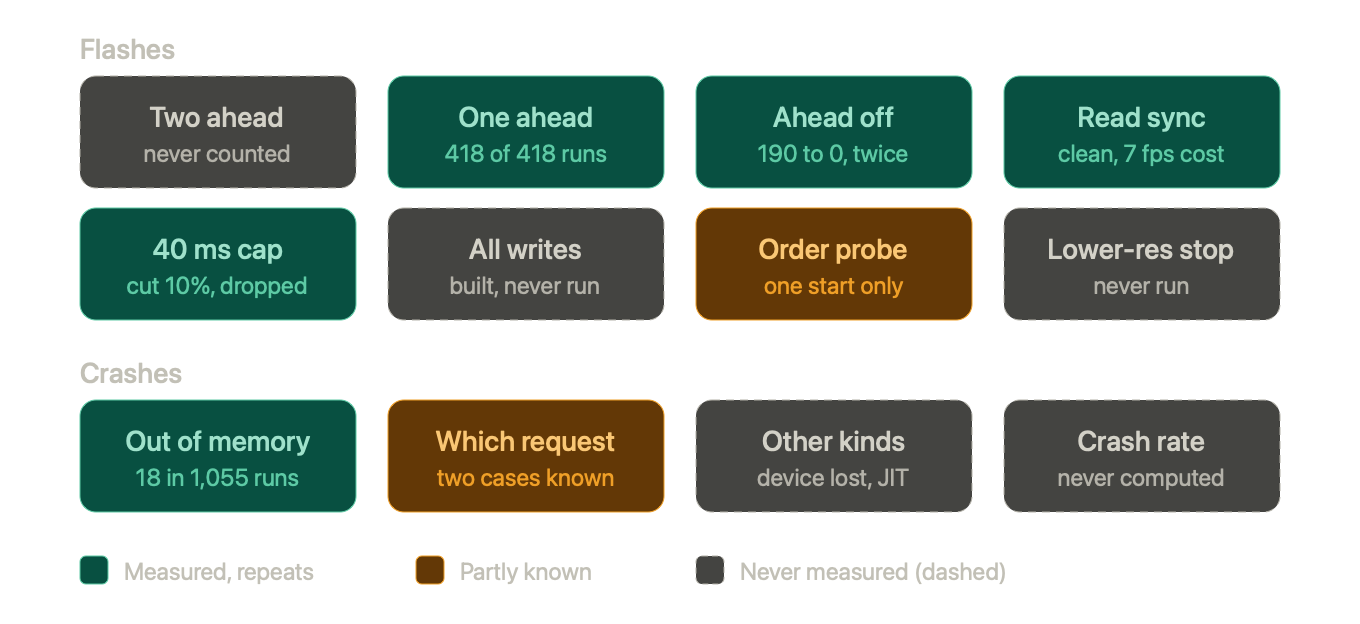 Flashes
Two ahead
never counted
One ahead
418 of 418 runs
Ahead off
190 to 0, twice
Read sync
clean, 7 fps cost
40 ms cap
cut 10%, dropped
All writes
built, never run
Order probe
one start only
Lower-res stop
never run
Crashes
Out of memory
18 in 1,055 runs
Which request
two cases known
Other kinds
device lost, JIT
Crash rate
never computed
Measured, repeats
Partly known
Never measured (dashed)